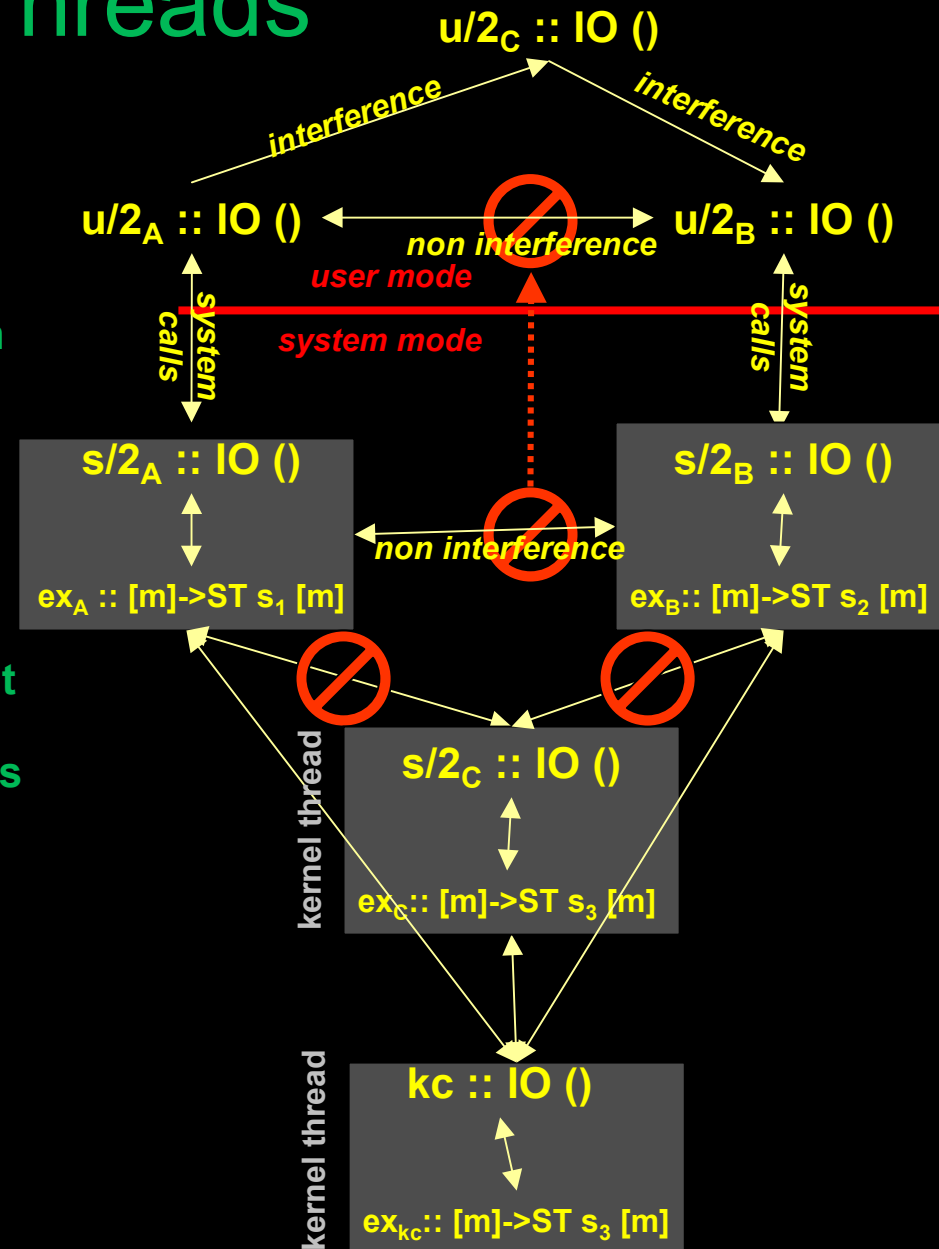 hreads
u/2C :: IO ()
interference
interference
u/2A :: IO ()
u/2B :: IO ()
non interference
user mode
system mode
system
calls
system
calls
s/2A :: IO ()
s/2B :: IO ()
non interference
exA :: [m]->ST s1 [m]
exB:: [m]->ST s2 [m]
t
s
kernel thread
s/2C :: IO ()
exC:: [m]->ST s3 [m]
kernel thread
kc :: IO ()
exkc:: [m]->ST s3 [m]